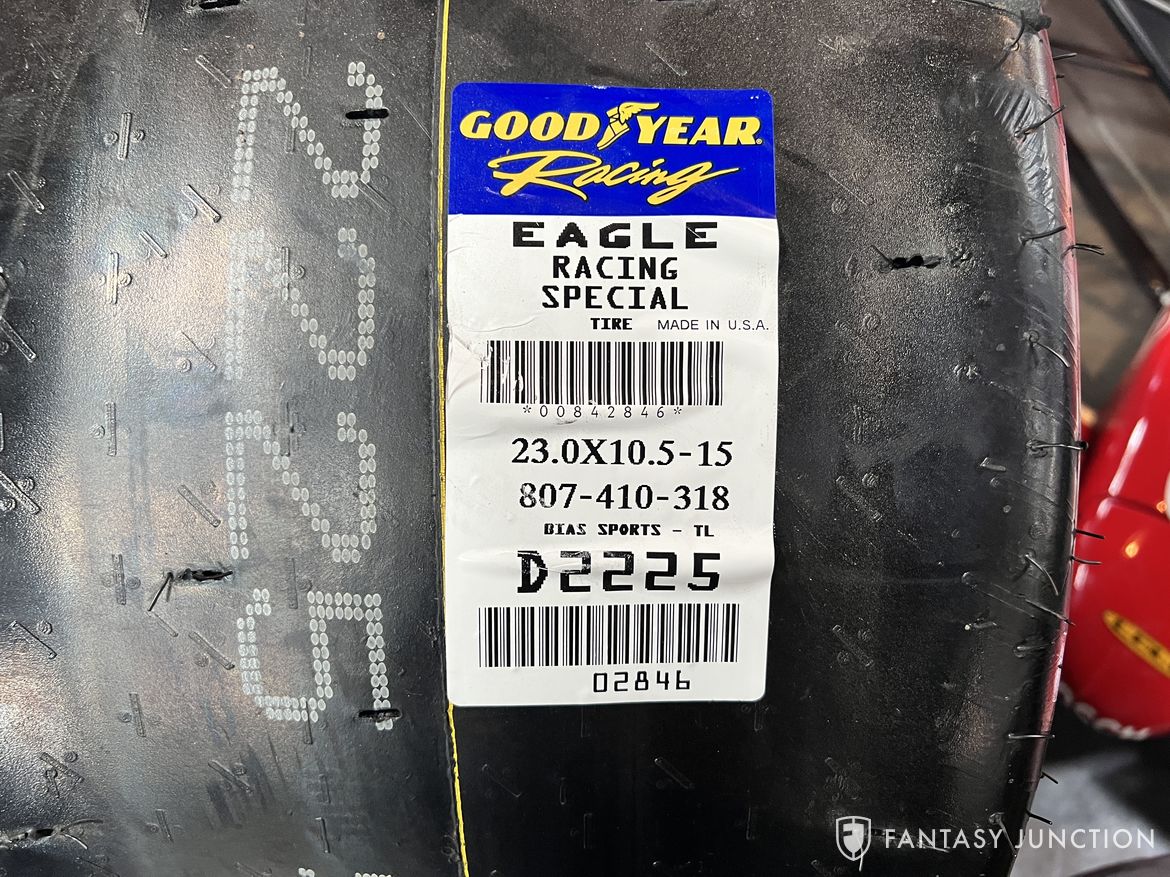 GOODYEAR
Racing
EAGLE
RACING
SPECIAL
TIRE MADE IN U.S.A.
*00842846*
23.0X10.5-15
807-410-318
BIAS SPORTS - TL
D2225
02846
2225
FANTASY JUNCTION